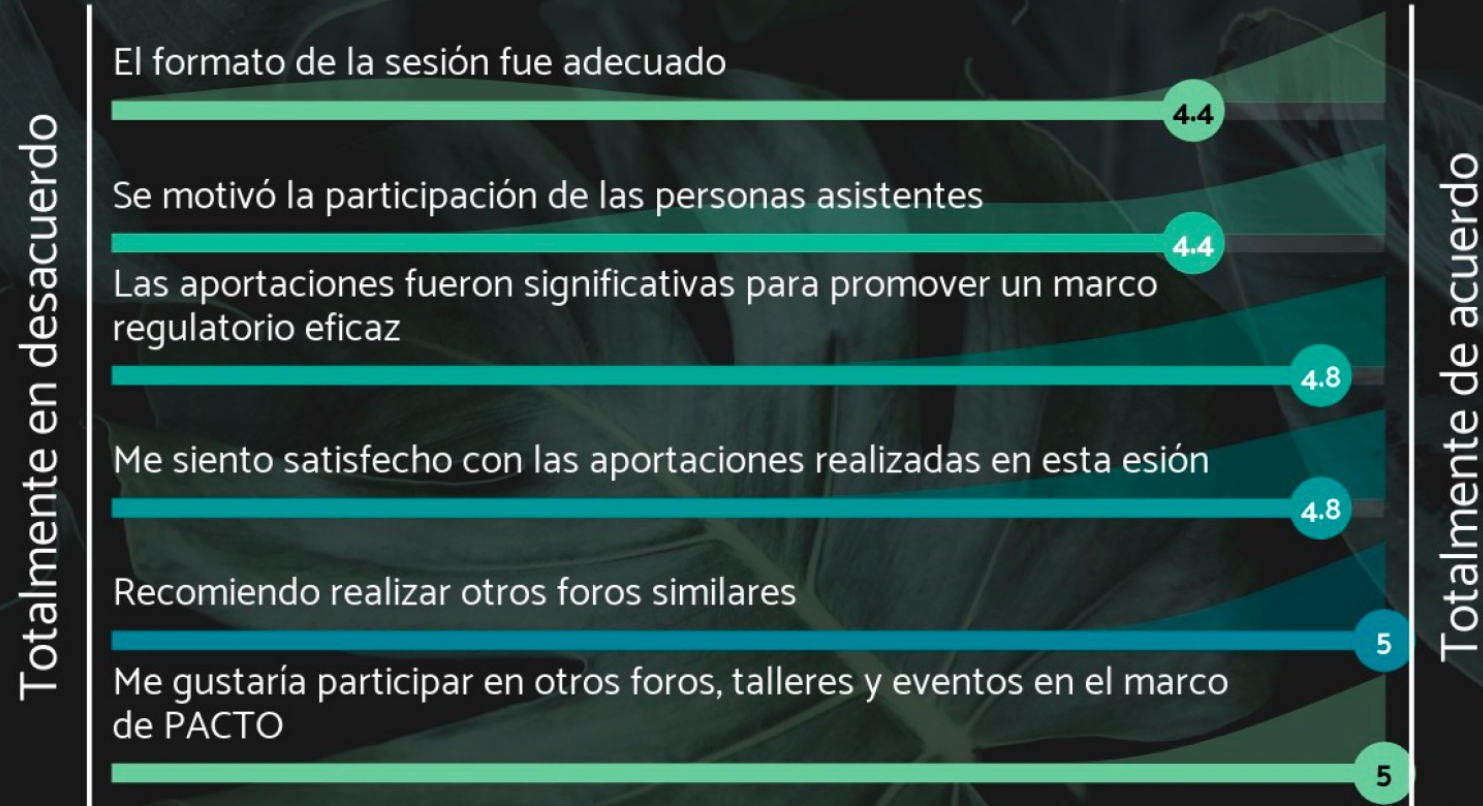 Totalmente en desacuerdo
El formato de la sesión fue adecuado
4.4
Se motivó la participación de las personas asistentes
4.4
Las aportaciones fueron significativas para promover un marco
regulatorio eficaz
4.8
Me siento satisfecho con las aportaciones realizadas en esta esión
4.8
Recomiendo realizar otros foros similares
5
Me gustaría participar en otros foros, talleres y eventos en el marco
de PACTO
5
Totalmente de acuerdo